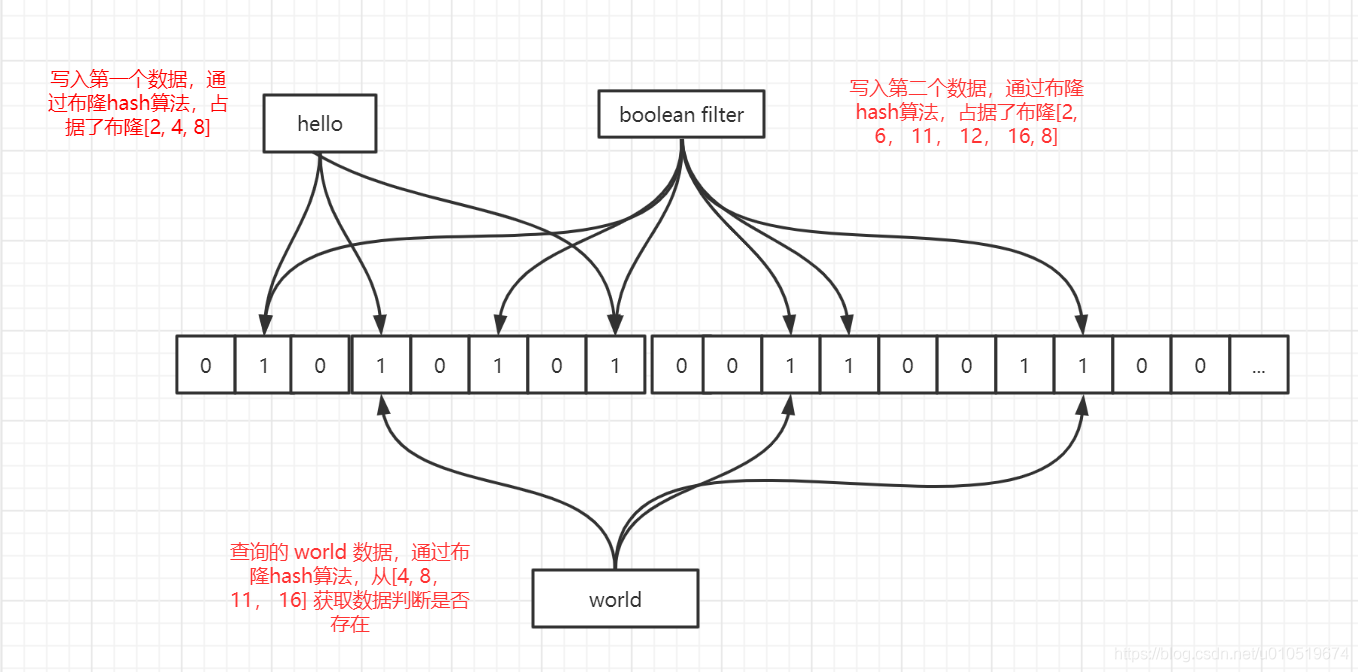 写入第一个数据，通
过布隆hash算法，占
据了布隆[2, 4, 8]
hello
boolean filter
写入第二个数据，通过布隆
hash算法，占据了布隆[2,
6， 11， 12， 16, 8]
0 1 0 1 0 1 0 1 0 0 1 1 0 0 1 1 0 0 ...
查询的 world 数据，通过布
隆hash算法，从[4, 8，
11， 16] 获取数据判断是否
存在
world
https://blog.csdn.net/u010519874